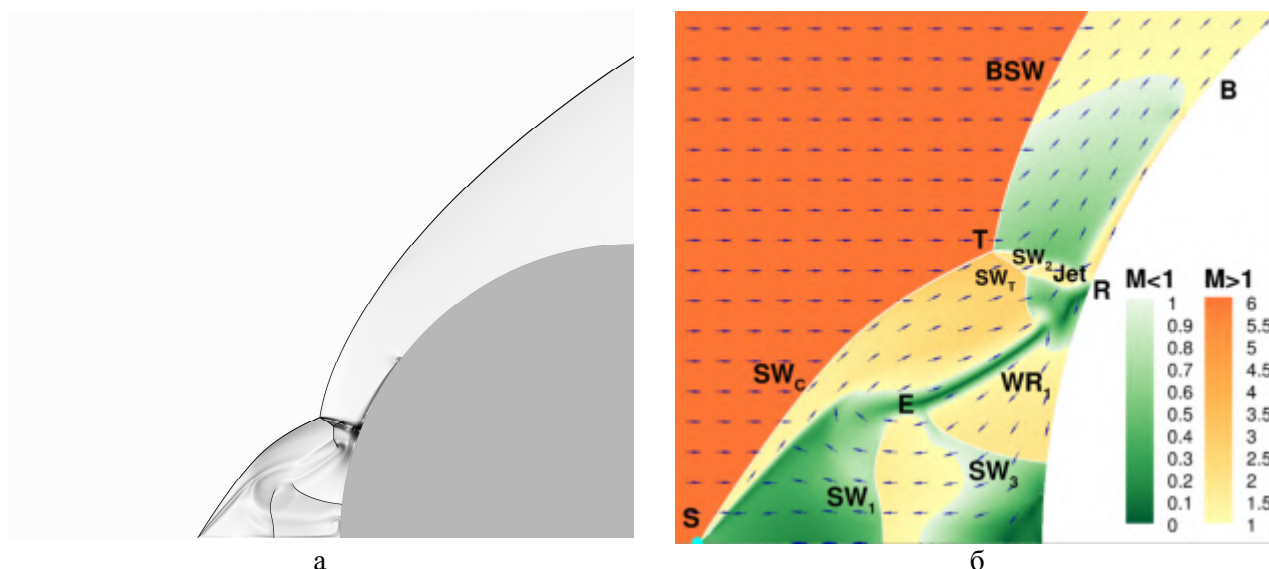 BSW
B
T
SW₂
Jet
SW_T
R
M<1 M>1
1 6
0.9 5.5
0.8 5
0.7 4.5
0.6 4
0.5 3.5
0.4 3
0.3 2.5
0.2 2
0.1 1.5
0 1
SW_C
WR₁
E
SW₃
SW₁
S
а б